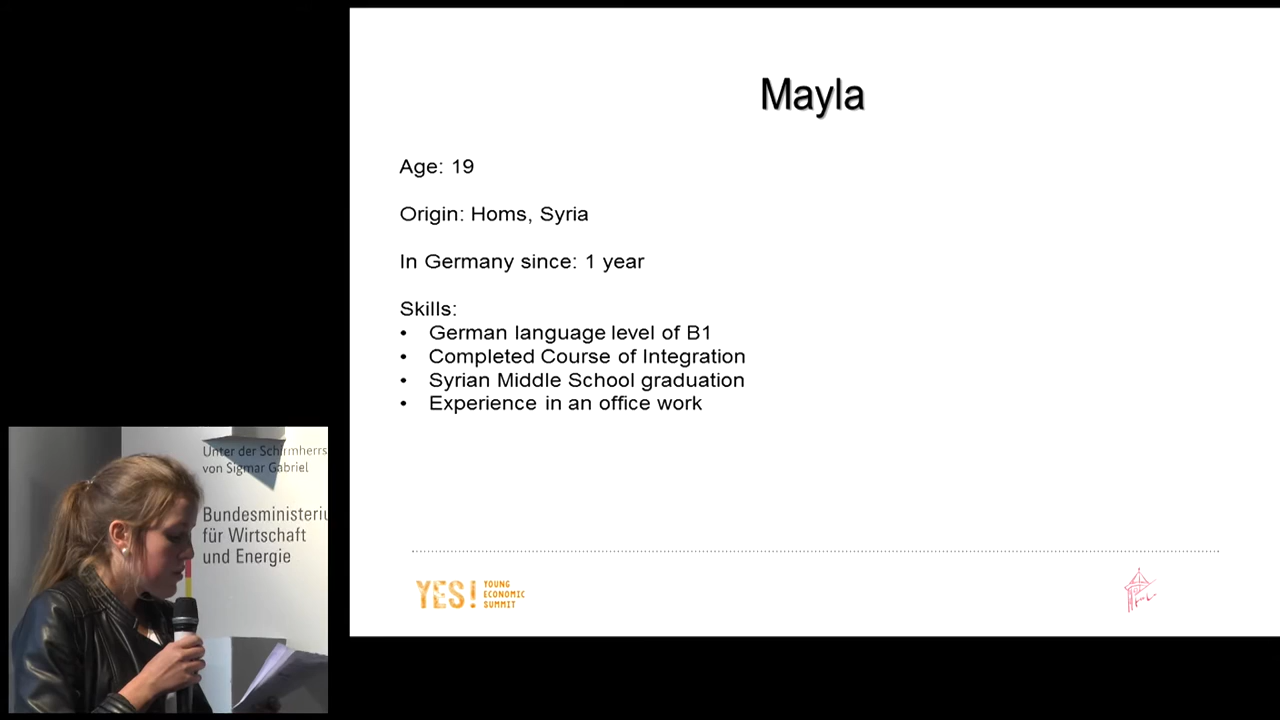 Mayla
Age: 19
Origin: Homs, Syria
In Germany since: 1 year
Skills:
• German language level of B1
• Completed Course of Integration
• Syrian Middle School graduation
• Experience in an office work
YES! YOUNG
ECONOMIC
SUMMIT
Unter der Schirmherrs
von Sigmar Gabriel
Bundesministeriu
für Wirtschaft
und Energie